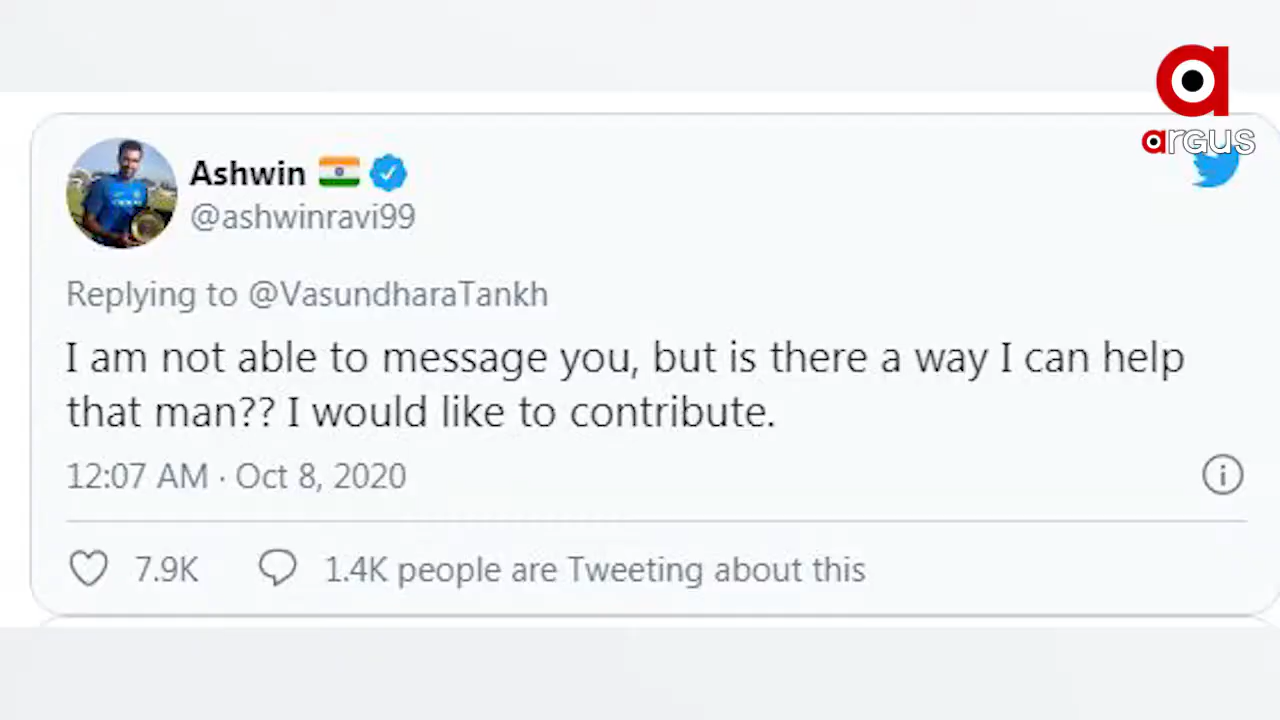 argus
Ashwin
@ashwinravi99
Replying to @VasundharaTankh
I am not able to message you, but is there a way I can help
that man?? I would like to contribute.
12:07 AM · Oct 8, 2020
7.9K 1.4K people are Tweeting about this